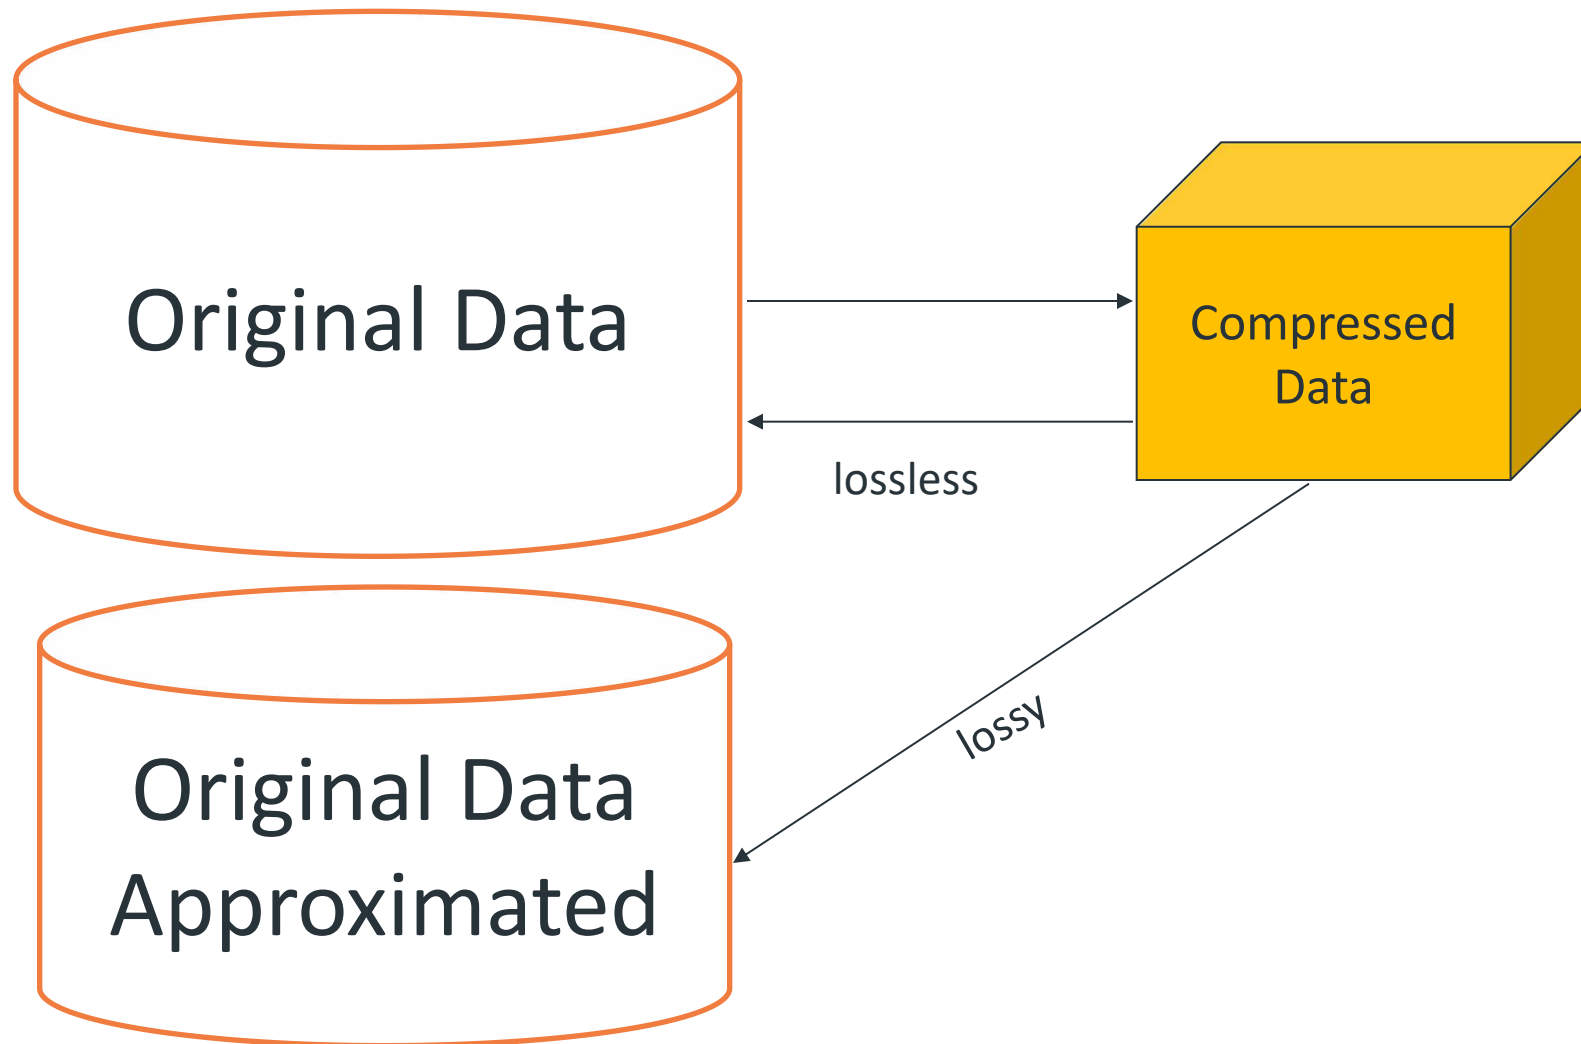 Original Data
Compressed
Data
lossless
lossy
Original Data
Approximated